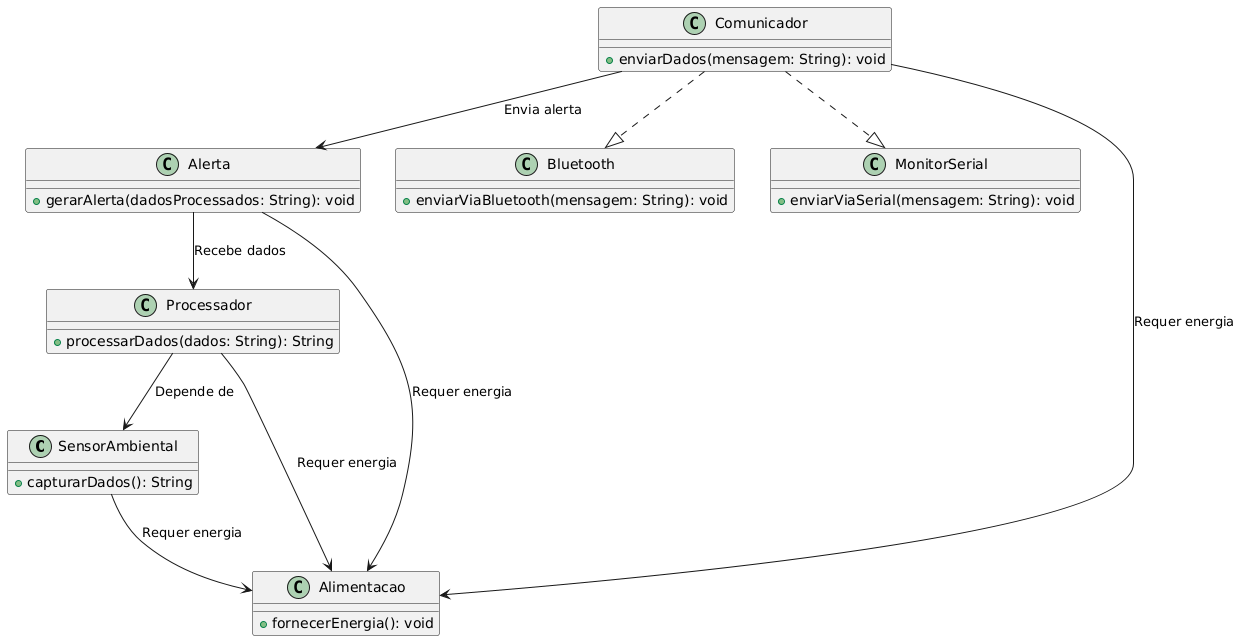 C Comunicador
enviarDados(mensagem: String): void
Envia alerta
C Alerta
gerarAlerta(dadosProcessados: String): void
C Bluetooth
enviarViaBluetooth(mensagem: String): void
C MonitorSerial
enviarViaSerial(mensagem: String): void
Recebe dados
C Processador
processarDados(dados: String): String
Requer energia
Depende de
Requer energia
C SensorAmbiental
capturarDados(): String
Requer energia
Requer energia
C Alimentacao
fornecerEnergia(): void